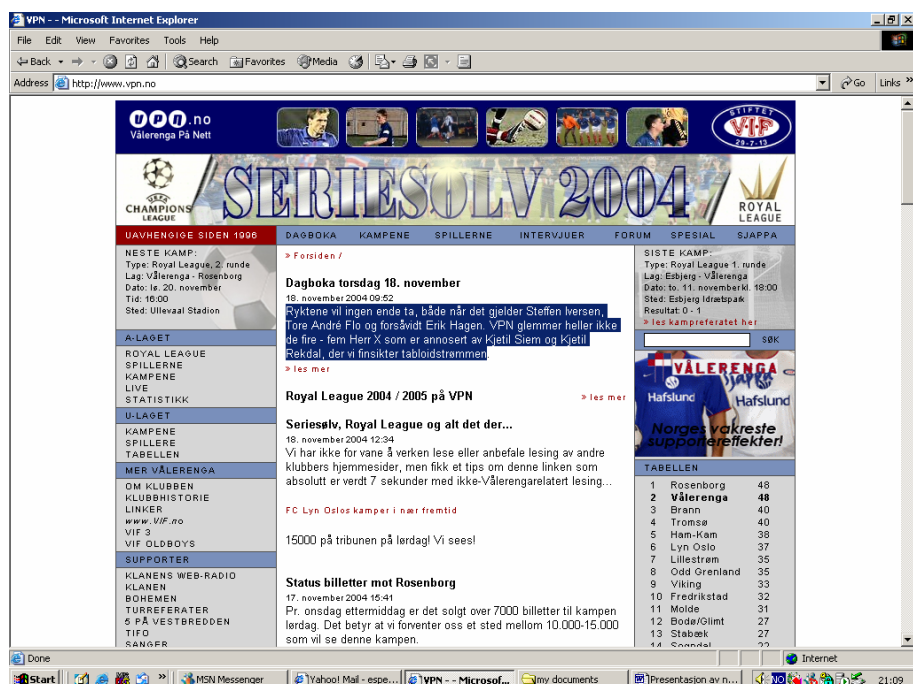 VPN - - Microsoft Internet Explorer
File Edit View Favorites Tools Help
Back Search Favorites Media
Address http://www.vpn.no Go Links »
vpn.no
Vålerenga På Nett
STIFTET
VIF
29-7-13
UEFA
CHAMPIONS
LEAGUE
SERIESØLV 2004
ROYAL
LEAGUE
UAVHENGIGE SIDEN 1996 DAGBOKA KAMPENE SPILLERNE INTERVJUER FORUM SPESIAL SJAPPA
NESTE KAMP:
Type: Royal League, 2. runde
Lag: Vålerenga - Rosenborg
Dato: lø. 20. november
Tid: 16:00
Sted: Ullevaal Stadion
A-LAGET
ROYAL LEAGUE
SPILLERNE
KAMPENE
LIVE
STATISTIKK
U-LAGET
KAMPENE
SPILLERE
TABELLEN
MER VÅLERENGA
OM KLUBBEN
KLUBBHISTORIE
LINKER
www.VIF.no
VIF 3
VIF OLDBOYS
SUPPORTER
KLANENS WEB-RADIO
KLANEN
BOHEMEN
TURREFERATER
5 PÅ VESTBREDDEN
TIFO
SANGER
» Forsiden /
Dagboka torsdag 18. november
18. november 2004 09:52
Ryktene vil ingen ende ta, både når det gjelder Steffen Iversen,
Tore André Flo og forsåvidt Erik Hagen. VPN glemmer heller ikke
de fire - fem Herr X som er annosert av Kjetil Siem og Kjetil
Rekdal, der vi finsikter tabloidstrømmen.
» les mer
Royal League 2004 / 2005 på VPN » les mer
Seriesølv, Royal League og alt det der...
18. november 2004 12:34
Vi har ikke for vane å verken lese eller anbefale lesing av andre
klubbers hjemmesider, men fikk et tips om denne linken som
absolutt er verdt 7 sekunder med ikke-Vålerengarelatert lesing...
FC Lyn Oslos kamper i nær fremtid
15000 på tribunen på lørdag! Vi sees!
Status billetter mot Rosenborg
17. november 2004 15:41
Pr. onsdag ettermiddag er det solgt over 7000 billetter til kampen
lørdag. Det betyr at vi forventer oss et sted mellom 10.000-15.000
som vil se denne kampen.
SISTE KAMP:
Type: Royal League 1. runde
Lag: Esbjerg - Vålerenga
Dato: to. 11. november kl. 18:00
Sted: Esbjerg Idrætspark
Resultat: 0 - 1
» les kampreferatet her
SØK
VÅLERENGA
Sjappa
Hafslund
Hafslund
Norges vakreste
supportereffekter!
TABELLEN
1 Rosenborg 48
2 Vålerenga 48
3 Brann 40
4 Tromsø 40
5 Ham-Kam 38
6 Lyn Oslo 37
7 Lillestrøm 35
8 Odd Grenland 35
9 Viking 33
10 Fredrikstad 32
11 Molde 31
12 Bodø/Glimt 27
13 Stabæk 27
14 Sogndal 22
Done Internet
Start » MSN Messenger Yahoo! Mail - espe... VPN - - Microsof... my documents Presentasjon av n... NO 21:09